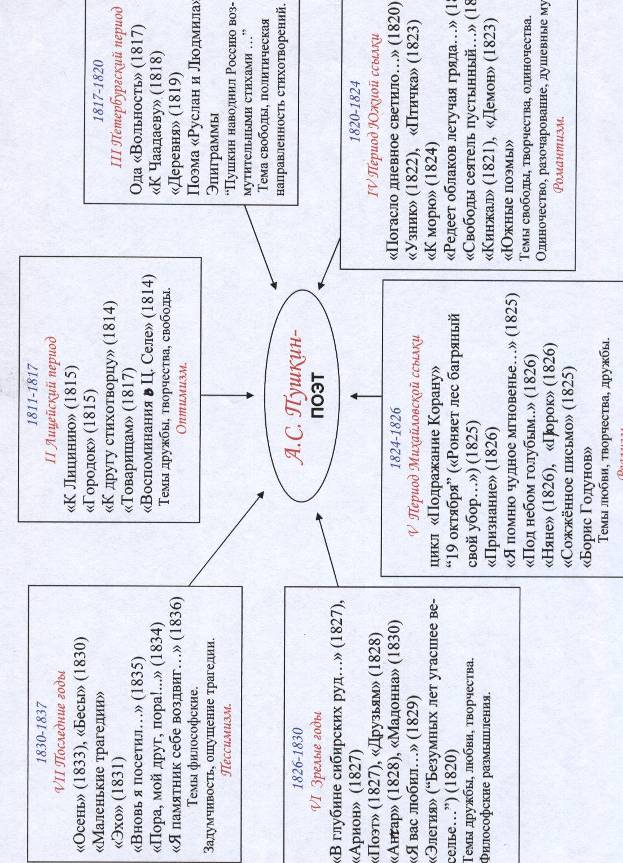 1811-1817
II Лицейский период
«К Лицинию» (1815)
«Городок» (1815)
«К другу стихотворцу» (1814)
«Товарищам» (1817)
«Воспоминания в Ц. Селе» (1814)
Темы дружбы, творчества, свободы.
Оптимизм.
1817-1820
III Петербургский период
Ода «Вольность» (1817)
«К Чаадаеву» (1818)
«Деревня» (1819)
Поэма «Руслан и Людмила»
Эпиграммы
“Пушкин наводнил Россию воз-
мутительными стихами …”
Тема свободы, политическая
направленность стихотворений.
А.С. Пушкин-
ПОЭТ
1820-1824
IV Период Южной ссылки
«Погасло дневное светило…» (1820)
«Узник» (1822), «Птичка» (1823)
«К морю» (1824)
«Редеет облаков летучая гряда…»
«Свободы сеятель пустынный…»
«Кинжал» (1821), «Демон» (1823)
«Южные поэмы»
Темы свободы, творчества, одиночества.
Одиночество, разочарование, душевные
Романтизм.
1824-1826
V Период Михайловской ссылки
цикл «Подражание Корану»
“19 октября” («Роняет лес багряный
свой убор…») (1825)
«Признание» (1826)
«Я помню чудное мгновенье…» (1825)
«Под небом голубым..» (1826)
«Няне» (1826), «Пророк» (1826)
«Сожжённое письмо» (1825)
«Борис Годунов»
Темы любви, творчества, дружбы.
1826-1830
VI Зрелые годы
«В глубине сибирских руд…» (1827),
«Арион» (1827)
«Поэт» (1827), «Друзьям» (1828)
«Анчар» (1828), «Мадонна» (1830)
«Я вас любил…» (1829)
«Элегия» (“Безумных лет угасшее ве-
селье…”) (1820)
Темы дружбы, любви, творчества.
Философские размышления.
1830-1837
VII Последние годы
«Осень» (1833), «Бесы» (1830)
«Маленькие трагедии»
«Эхо» (1831)
«Вновь я посетил…» (1835)
«Пора, мой друг, пора!...» (1834)
«Я памятник себе воздвиг…» (1836)
Темы философские.
Задумчивость, ощущение трагедии.
Пессимизм.